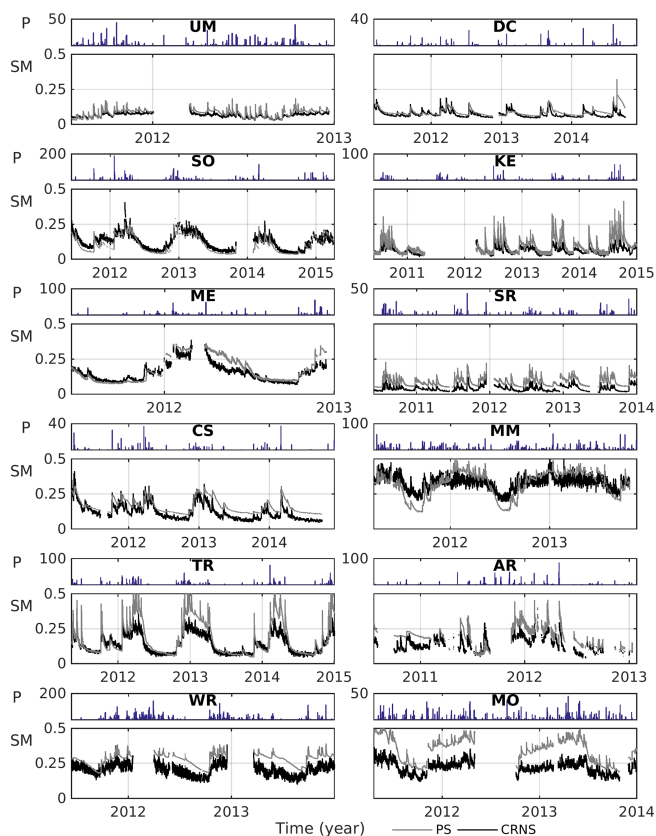 P 50 UM 40 DC
SM 0.5
0.25
0
2012 2013 2012 2013 2014
P 200 SO 100 KE
SM 0.5
0.25
0
2012 2013 2014 2015 2011 2012 2013 2014 2015
P 100 ME 50 SR
SM 0.5
0.25
0
2012 2013 2011 2012 2013 2014
P 40 CS 100 MM
SM 0.5
0.25
0
2012 2013 2014 2012 2013
P 100 TR 100 AR
SM 0.5
0.25
0
2012 2013 2014 2015 2011 2012 2013
P 200 WR 50 MO
SM 0.5
0.25
0
2012 2013 2012 2013 2014
Time (year) PS CRNS